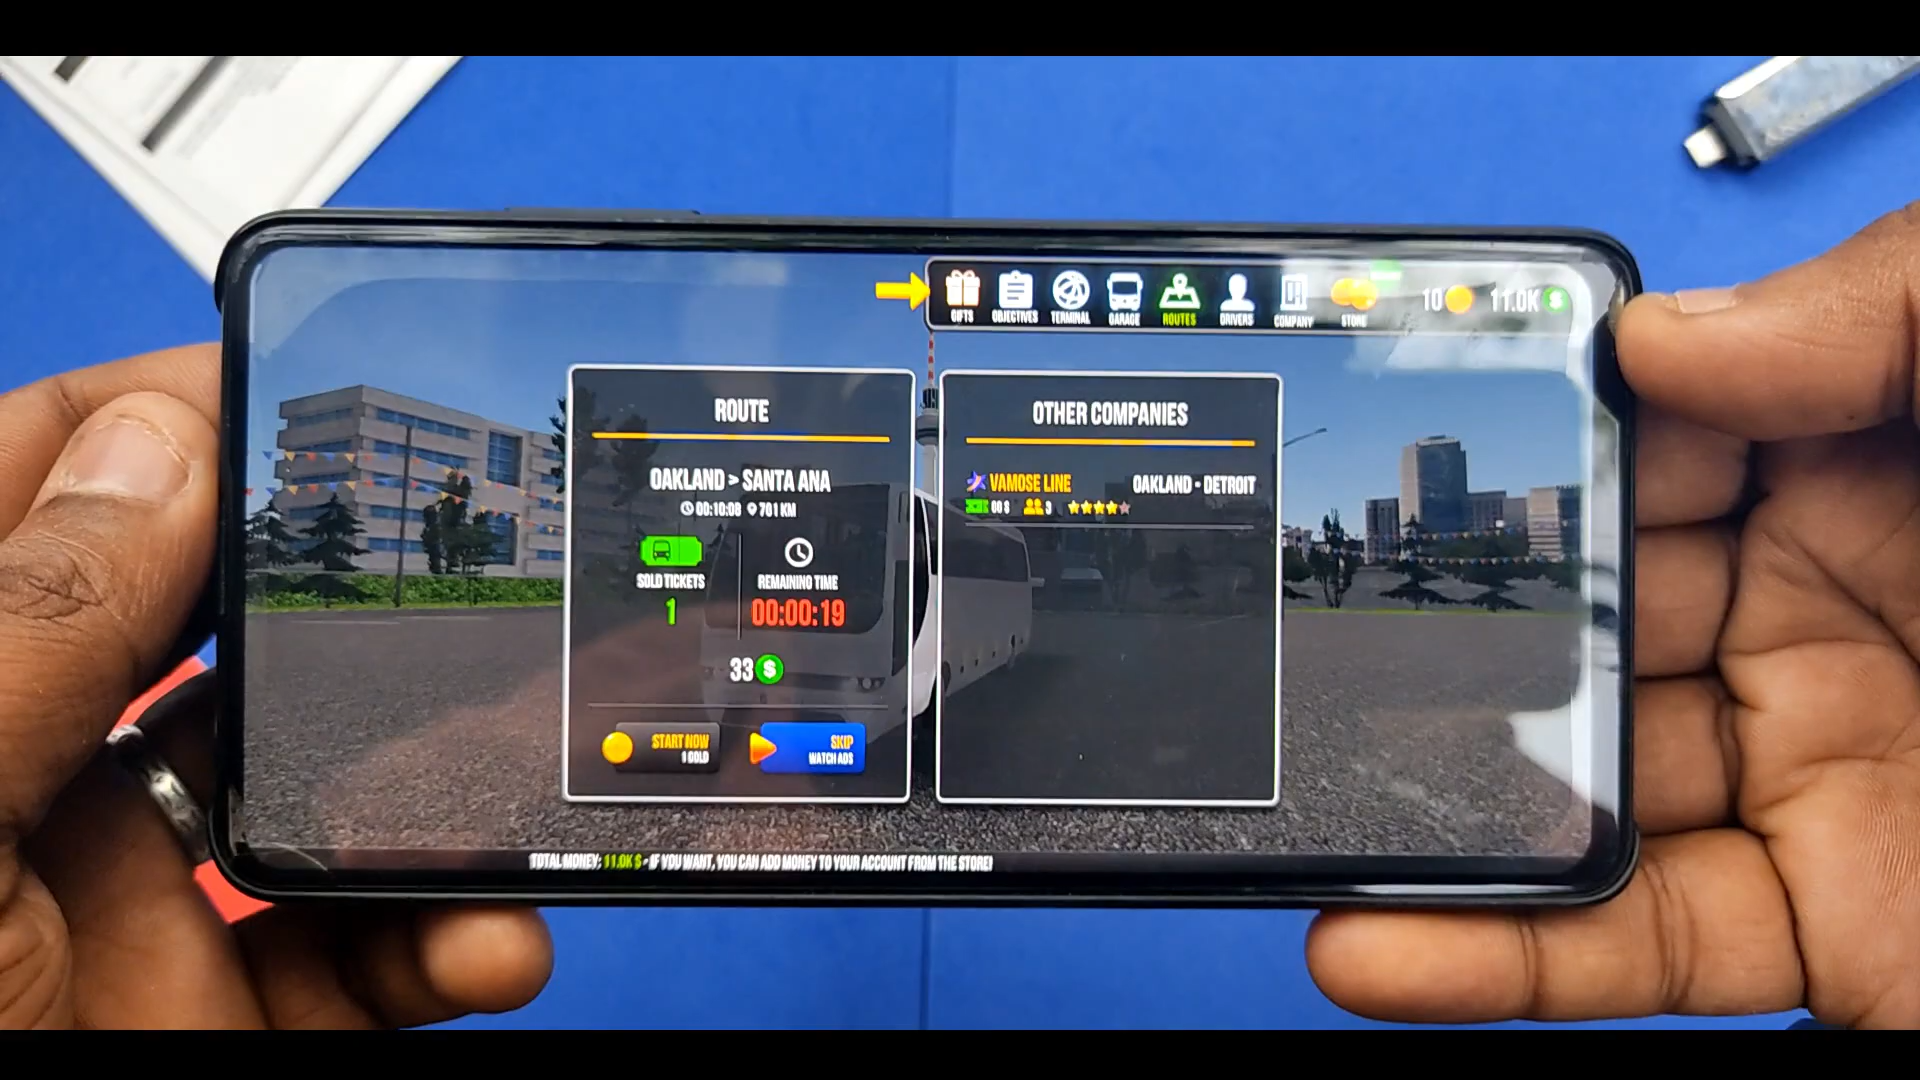 GIFTS
OBJECTIVES
TERMINAL
GARAGE
ROUTES
DRIVERS
COMPANY
STORE
10
11.0K $
ROUTE
OAKLAND > SANTA ANA
00:10:08 701 KM
SOLD TICKETS
1
REMAINING TIME
00:00:19
33 $
START NOW
1 GOLD
SKIP
WATCH ADS
OTHER COMPANIES
VAMOSE LINE
OAKLAND - DETROIT
3
TOTAL MONEY: 11.0K $ - IF YOU WANT, YOU CAN ADD MONEY TO YOUR ACCOUNT FROM THE STORE!